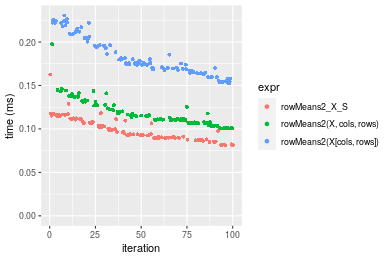 0.20
0.15
0.10
0.05
0.00
time (ms)
0
25
50
75
100
iteration
expr
rowMeans2_X_S
rowMeans2(X, cols, rows)
rowMeans2(X[cols, rows])